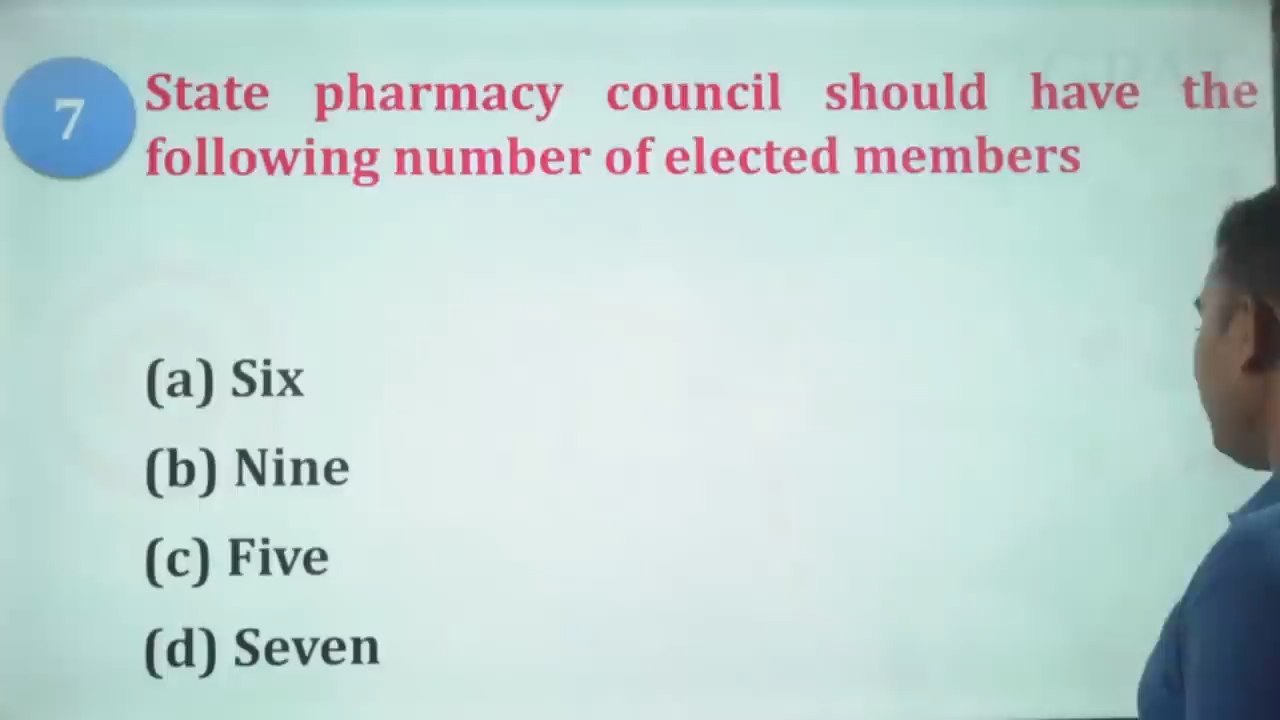 7
State pharmacy council should have the
following number of elected members
(a) Six
(b) Nine
(c) Five
(d) Seven